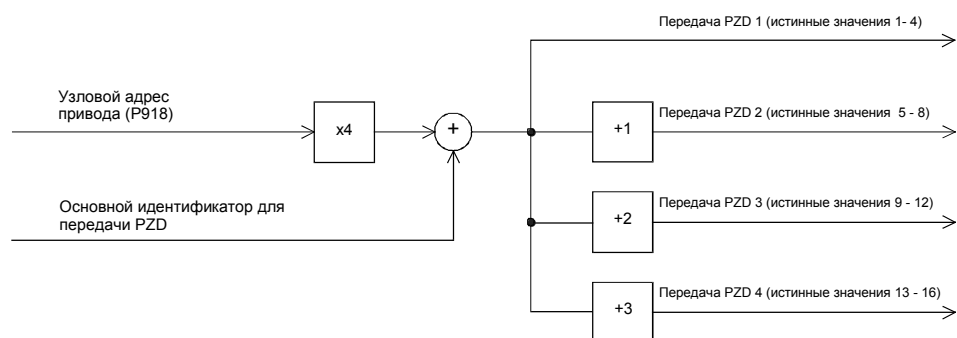 Передача PZD 1 (истинные значения 1- 4)
Узловой адрес
привода (P918)
x4
+
+1
Передача PZD 2 (истинные значения 5 - 8)
Основной идентификатор для
передачи PZD
+2
Передача PZD 3 (истинные значения 9 - 12)
+3
Передача PZD 4 (истинные значения 13 - 16)